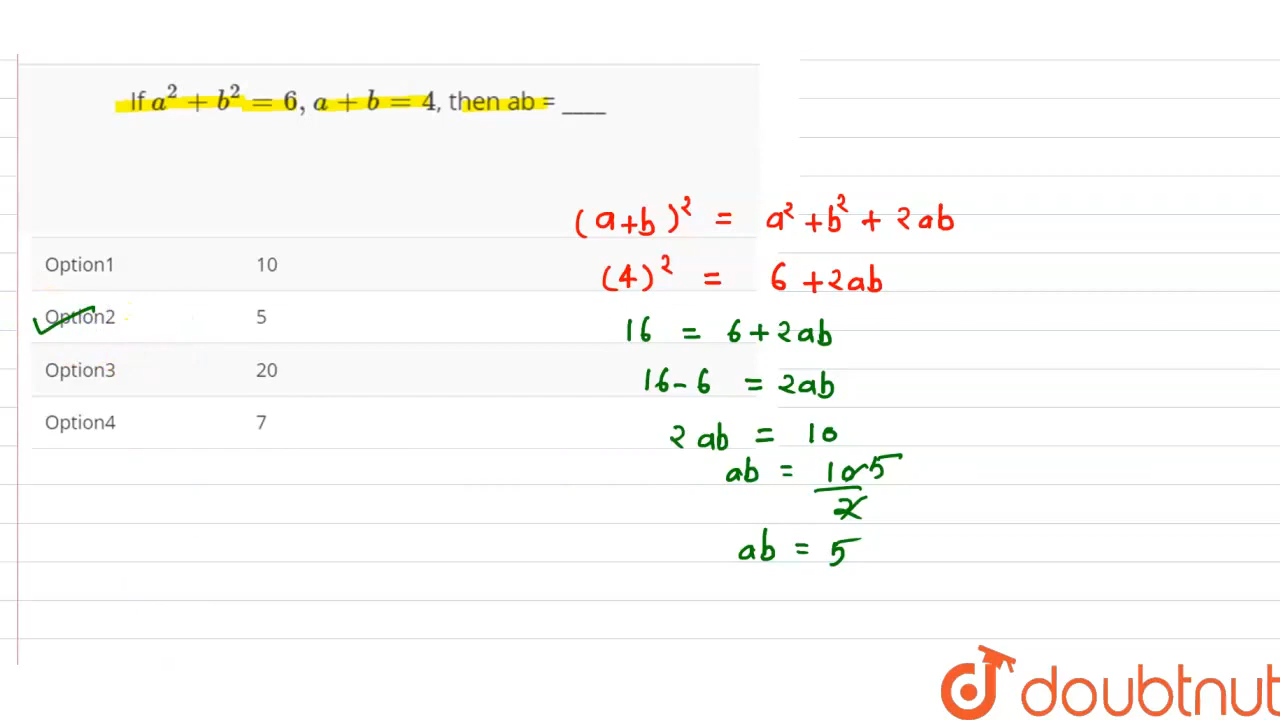 If a² + b² = 6, a + b = 4, then ab = ____
(a+b)² = a² + b² + 2ab
Option1 10
(4)² = 6 + 2ab
Option2 5
16 = 6 + 2ab
Option3 20
16 - 6 = 2ab
Option4 7
2ab = 10
ab = 10/2 5
ab = 5
doubtnut